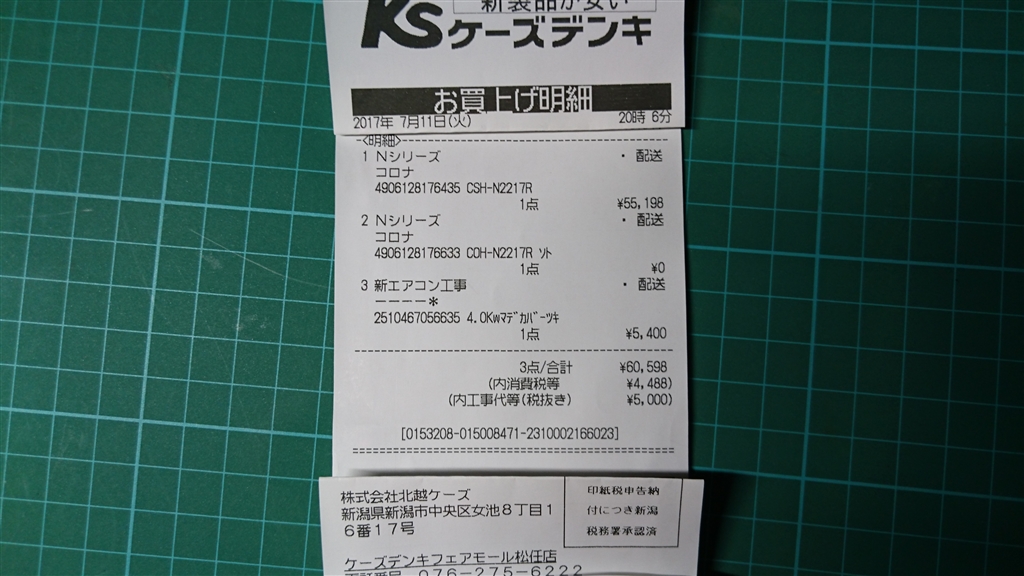 新製品が安い
KSケーズデンキ
お買上げ明細
2017年 7月11日(火) 20時 6分
-<明細>-
1 Nシリーズ ・ 配送
コロナ
4906128176435 CSH-N2217R
1点 ¥55,198
2 Nシリーズ ・ 配送
コロナ
4906128176633 COH-N2217R ｿﾄ
1点 ¥0
3 新エアコン工事 ・ 配送
ーーーー*
2510467056635 4.0Kwﾏﾃﾞｶﾊﾞｰﾂｷ
1点 ¥5,400
3点/合計 ¥60,598
(内消費税等 ¥4,488)
(内工事代等(税抜き) ¥5,000)
[0153208-015008471-2310002166023]
株式会社北越ケーズ
新潟県新潟市中央区女池8丁目1
6番17号
印紙税申告納
付につき新潟
税務署承認済
ケーズデンキフェアモール松任店
電話番号 076-275-6222